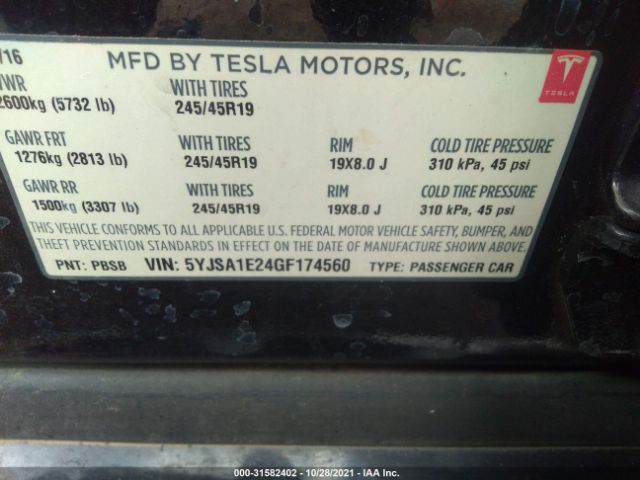 /16 MFD BY TESLA MOTORS, INC.
TESLA
VWR WITH TIRES
2600kg (5732 lb) 245/45R19
GAWR FRT WITH TIRES RIM COLD TIRE PRESSURE
1276kg (2813 lb) 245/45R19 19X8.0 J 310 kPa, 45 psi
GAWR RR WITH TIRES RIM COLD TIRE PRESSURE
1500kg (3307 lb) 245/45R19 19X8.0 J 310 kPa, 45 psi
THIS VEHICLE CONFORMS TO ALL APPLICABLE U.S. FEDERAL MOTOR VEHICLE SAFETY, BUMPER, AND
THEFT PREVENTION STANDARDS IN EFFECT ON THE DATE OF MANUFACTURE SHOWN ABOVE.
PNT: PBSB VIN: 5YJSA1E24GF174560 TYPE: PASSENGER CAR
000-31582402 - 10/28/2021 - IAA Inc.